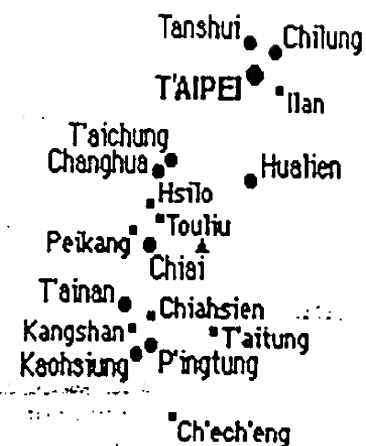 Tanshui
Chilung
T'AIPEI
Ilan
T'aichung
Changhua
Hualien
Hsilo
Touliu
Peikang
Chiai
T'ainan
Chiahsien
Kangshan
T'aitung
Kaohsiung
P'ingtung
Ch'ech'eng